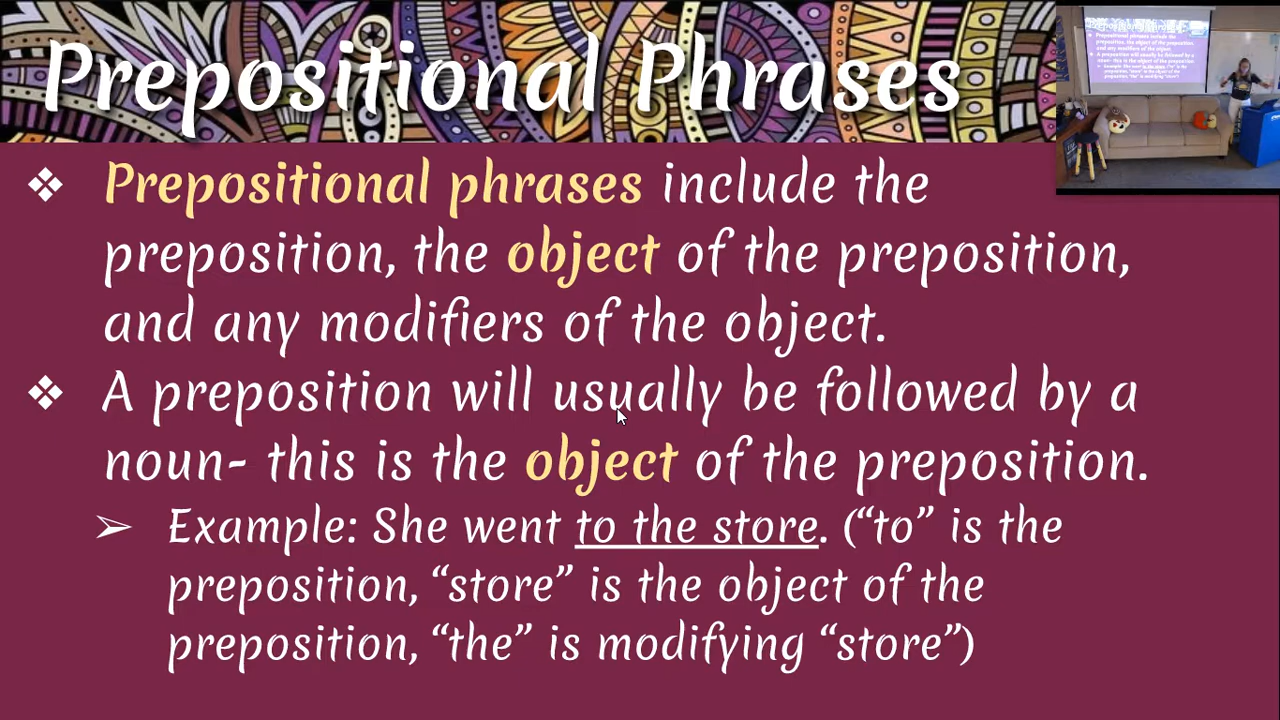 Prepositional Phrases
❖ Prepositional phrases include the
preposition, the object of the preposition,
and any modifiers of the object.
❖ A preposition will usually be followed by a
noun- this is the object of the preposition.
➢ Example: She went to the store. (“to” is the
preposition, “store” is the object of the
preposition, “the” is modifying “store”)